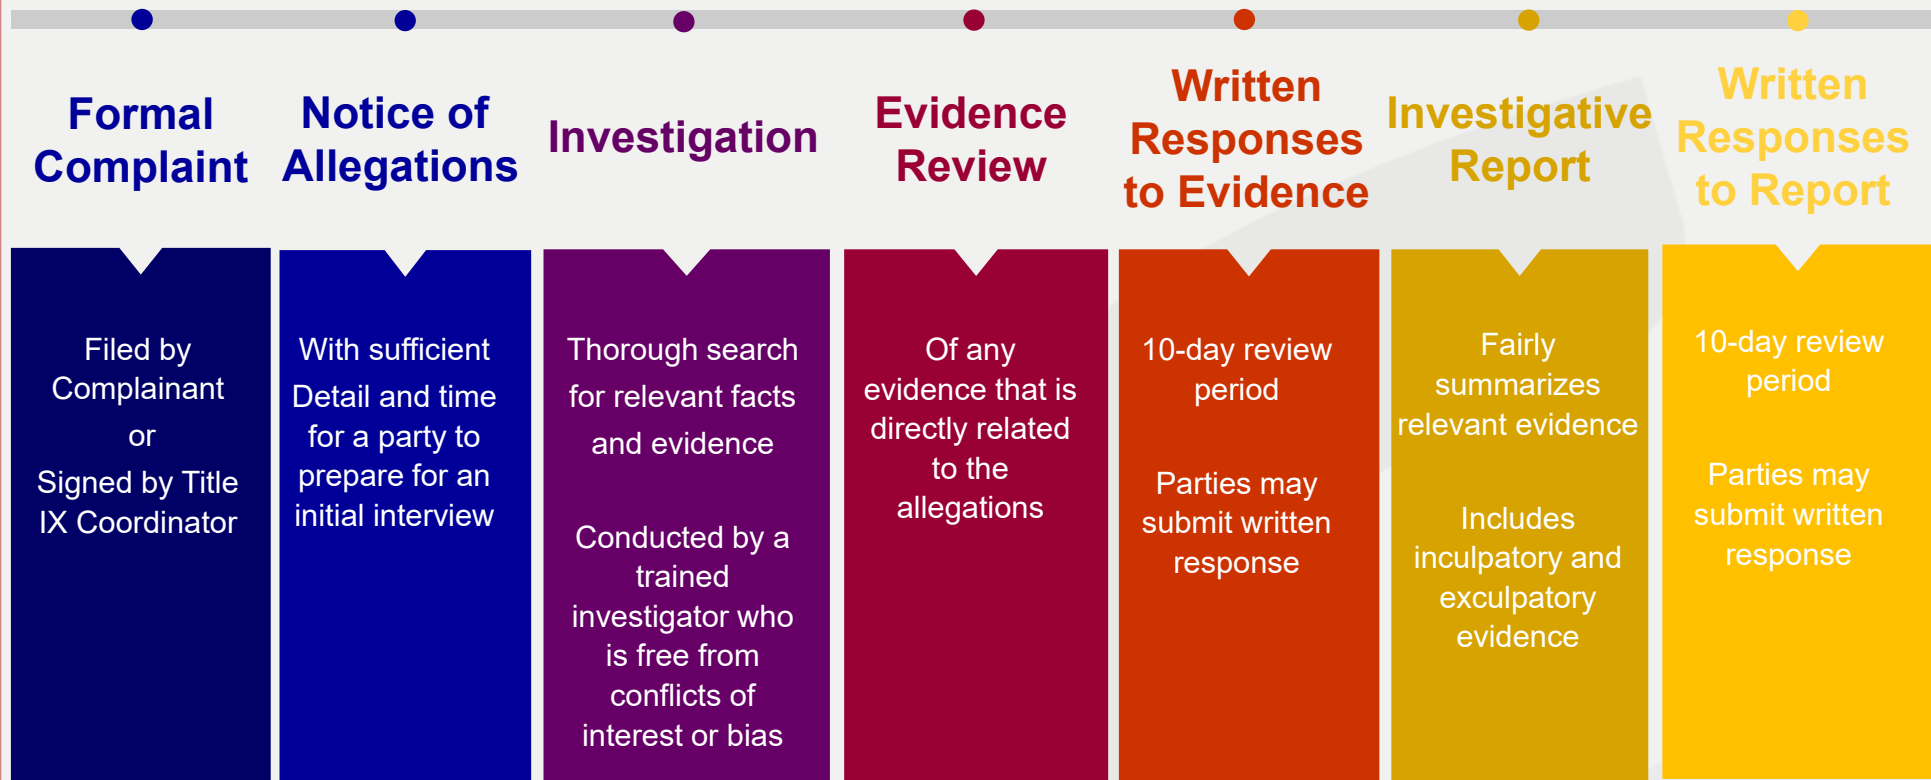 Formal
Complaint
Notice of
Allegations
Investigation
Evidence
Review
Written
Responses
to Evidence
Investigative
Report
Written
Responses
to Report
Filed by
Complainant
or
Signed by Title
IX Coordinator
With sufficient
Detail and time
for a party to
prepare for an
initial interview
Thorough search
for relevant facts
and evidence
Conducted by a
trained
investigator who
is free from
conflicts of
interest or bias
Of any
evidence that is
directly related
to the
allegations
10-day review
period
Parties may
submit written
response
Fairly
summarizes
relevant evidence
Includes
inculpatory and
exculpatory
evidence
10-day review
period
Parties may
submit written
response